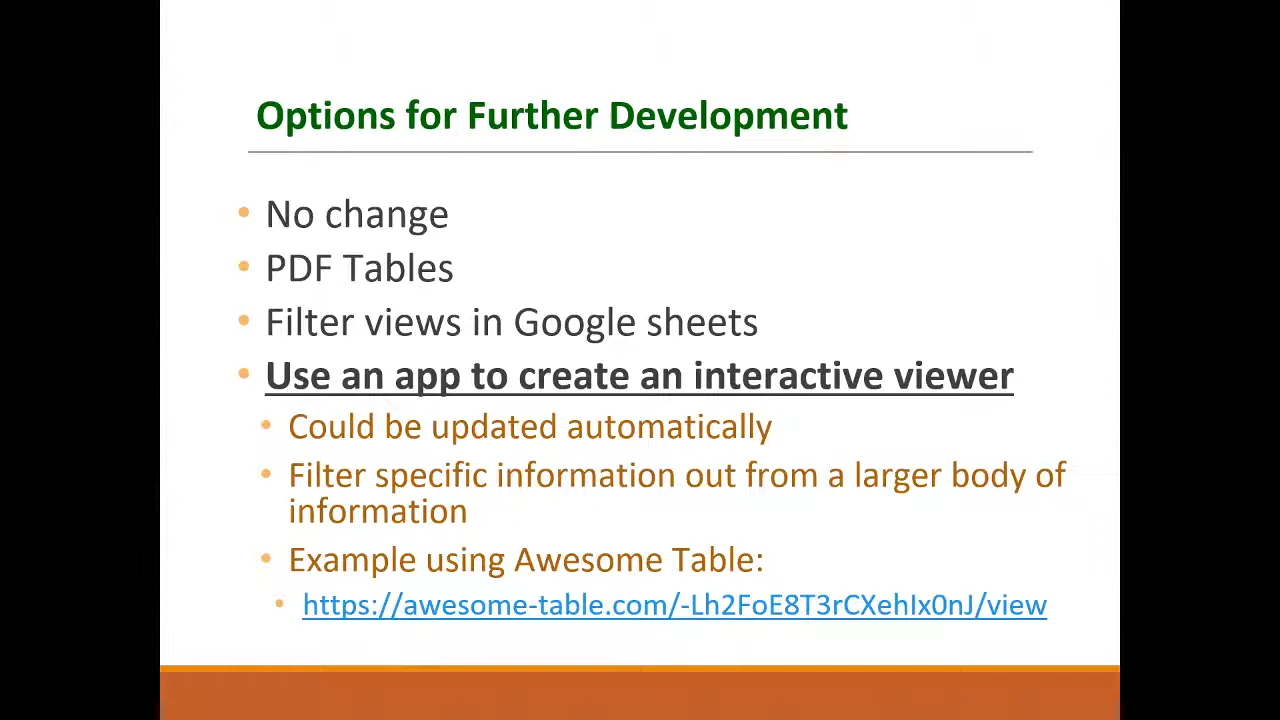 Options for Further Development
• No change
• PDF Tables
• Filter views in Google sheets
• Use an app to create an interactive viewer
• Could be updated automatically
• Filter specific information out from a larger body of
information
• Example using Awesome Table:
• https://awesome-table.com/-Lh2FoE8T3rCXehIx0nJ/view